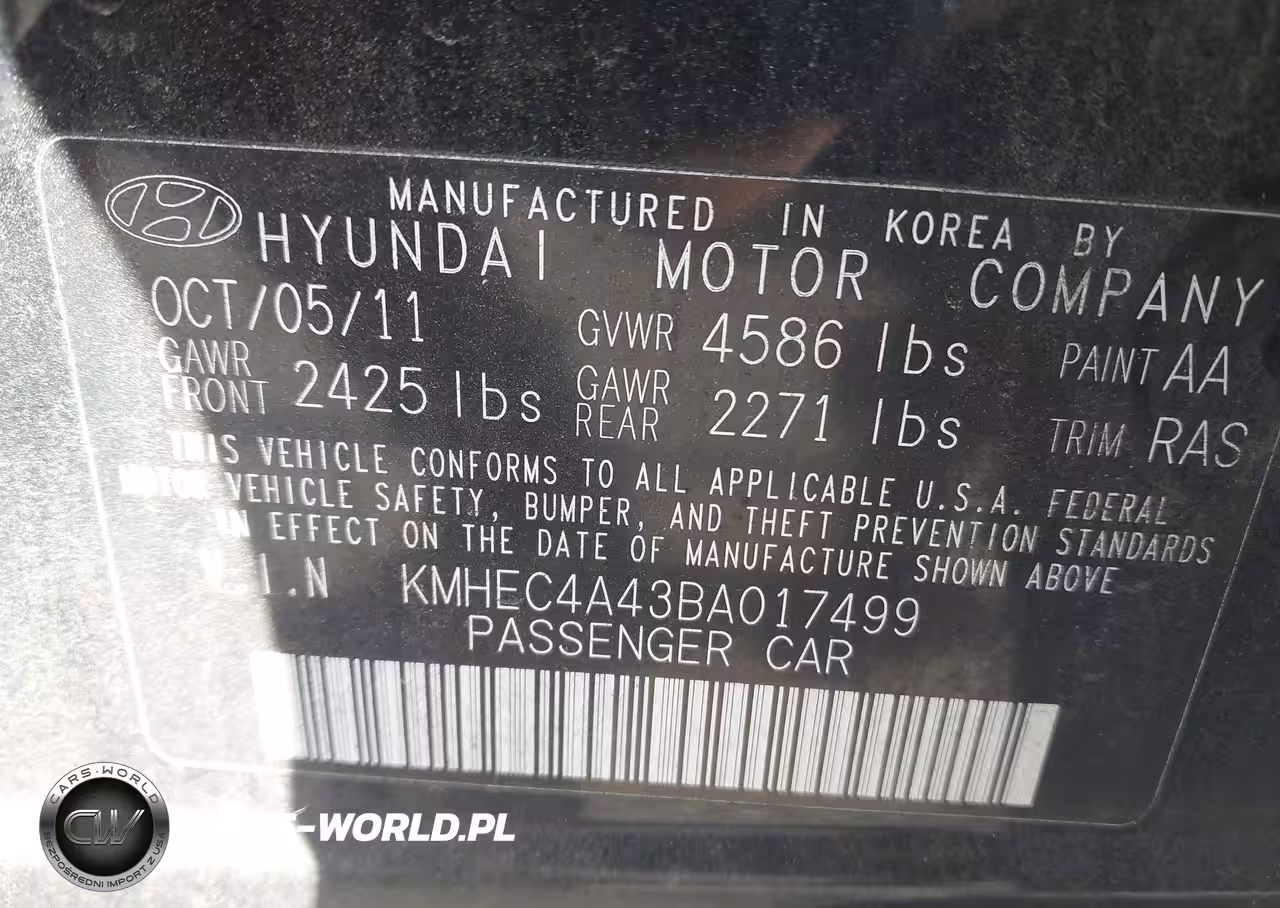 MANUFACTURED IN KOREA BY
HYUNDAI MOTOR COMPANY
OCT/05/11 GVWR 4586 lbs PAINT AA
GAWR FRONT 2425 lbs GAWR REAR 2271 lbs TRIM RAS
THIS VEHICLE CONFORMS TO ALL APPLICABLE U.S.A. FEDERAL
MOTOR VEHICLE SAFETY, BUMPER, AND THEFT PREVENTION STANDARDS
IN EFFECT ON THE DATE OF MANUFACTURE SHOWN ABOVE
V.I.N KMHEC4A43BA017499
PASSENGER CAR
CARS-WORLD
CW
BEZPOŚREDNI IMPORT Z USA
-WORLD.PL